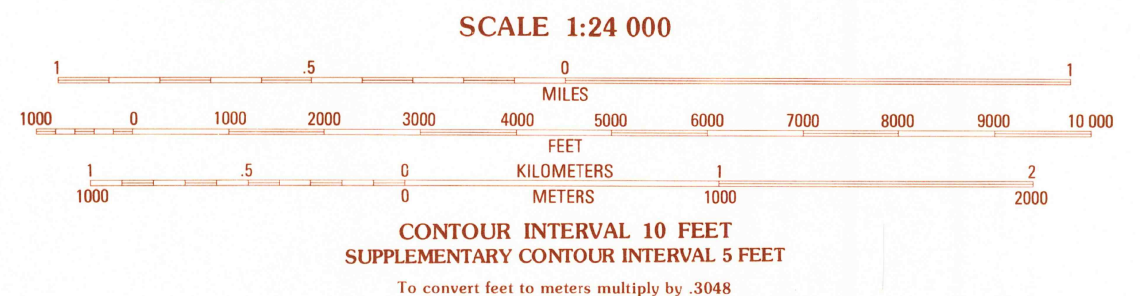 SCALE 1:24 000
1 .5 0 1
MILES
1000 0 1000 2000 3000 4000 5000 6000 7000 8000 9000 10 000
FEET
1 .5 0 KILOMETERS 1 2
1000 0 METERS 1000 2000
CONTOUR INTERVAL 10 FEET
SUPPLEMENTARY CONTOUR INTERVAL 5 FEET
To convert feet to meters multiply by .3048